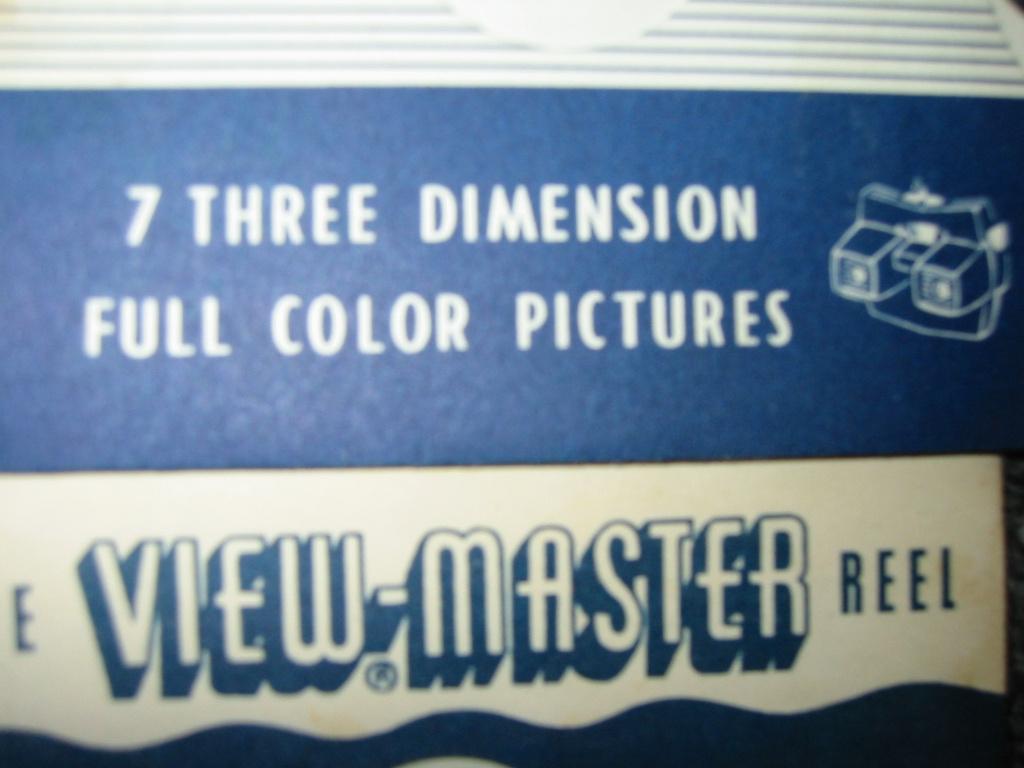 7 THREE DIMENSION
FULL COLOR PICTURES
E VIEW-MASTER® REEL